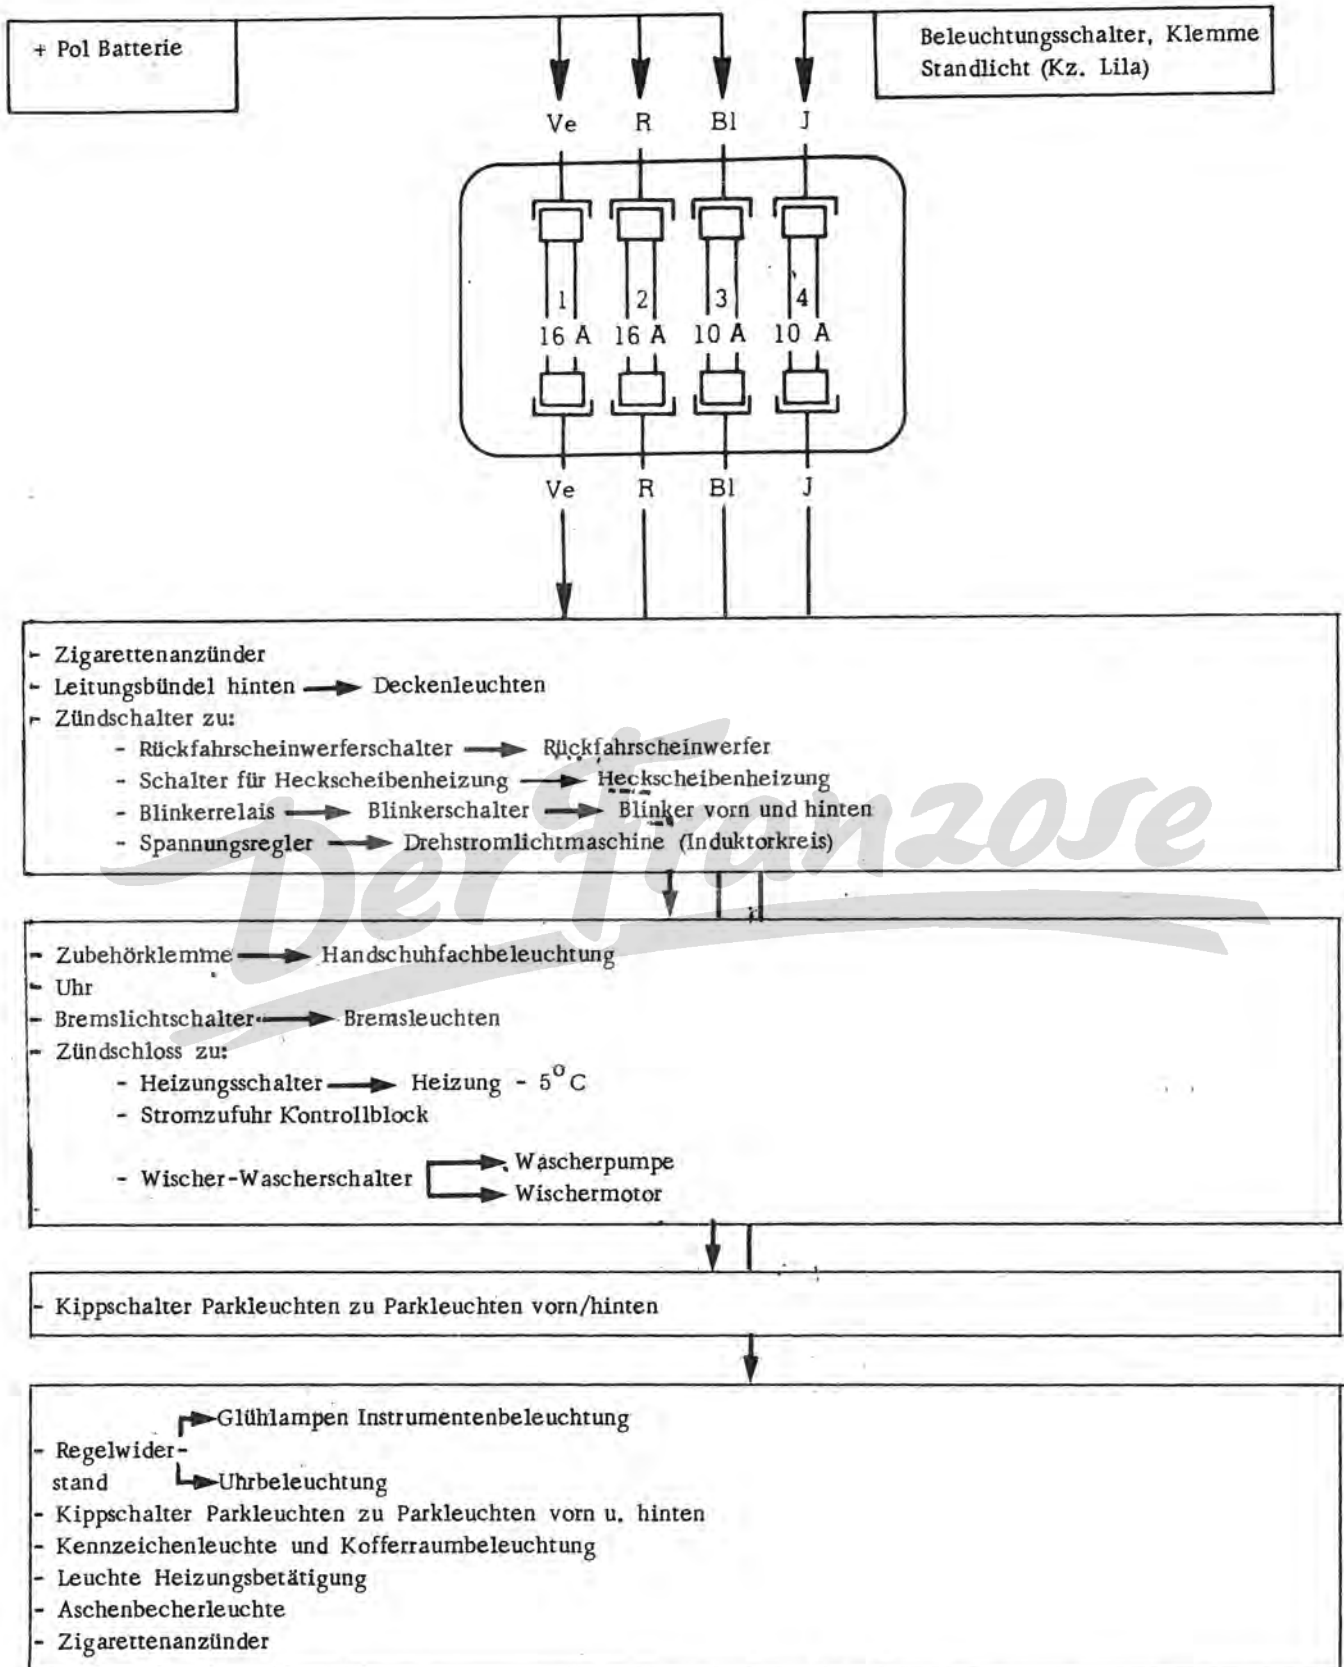 + Pol Batterie
Beleuchtungsschalter, Klemme
Standlicht (Kz. Lila)
Ve R Bl J
1 2 3 4
16 A 16 A 10 A 10 A
Ve R Bl J
- Zigarettenanzünder
- Leitungsbündel hinten → Deckenleuchten
- Zündschalter zu:
- Rückfahrscheinwerferschalter → Rückfahrscheinwerfer
- Schalter für Heckscheibenheizung → Heckscheibenheizung
- Blinkerrelais → Blinkerschalter → Blinker vorn und hinten
- Spannungsregler → Drehstromlichtmaschine (Induktorkreis)
Der Franzose
- Zubehörklemme → Handschuhfachbeleuchtung
- Uhr
- Bremslichtschalter → Bremsleuchten
- Zündschloss zu:
- Heizungsschalter → Heizung - 5°C
- Stromzufuhr Kontrollblock
- Wischer-Wascherschalter → Wascherpumpe
→ Wischermotor
- Kippschalter Parkleuchten zu Parkleuchten vorn/hinten
→ Glühlampen Instrumentenbeleuchtung
- Regelwider-
stand → Uhrbeleuchtung
- Kippschalter Parkleuchten zu Parkleuchten vorn u. hinten
- Kennzeichenleuchte und Kofferraumbeleuchtung
- Leuchte Heizungsbetätigung
- Aschenbecherleuchte
- Zigarettenanzünder